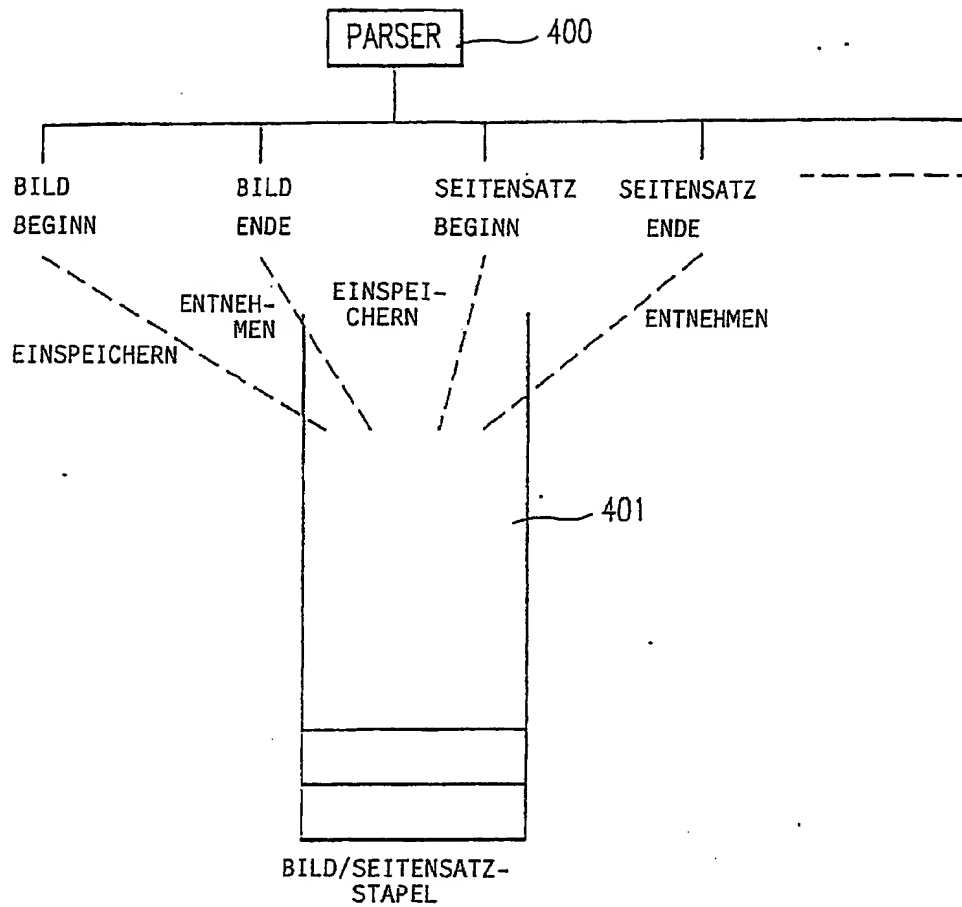 PARSER
400
BILD
BEGINN
BILD
ENDE
SEITENSATZ
BEGINN
SEITENSATZ
ENDE
EINSPEICHERN
ENTNEH-
MEN
EINSPEI-
CHERN
ENTNEHMEN
401
BILD/SEITENSATZ-
STAPEL